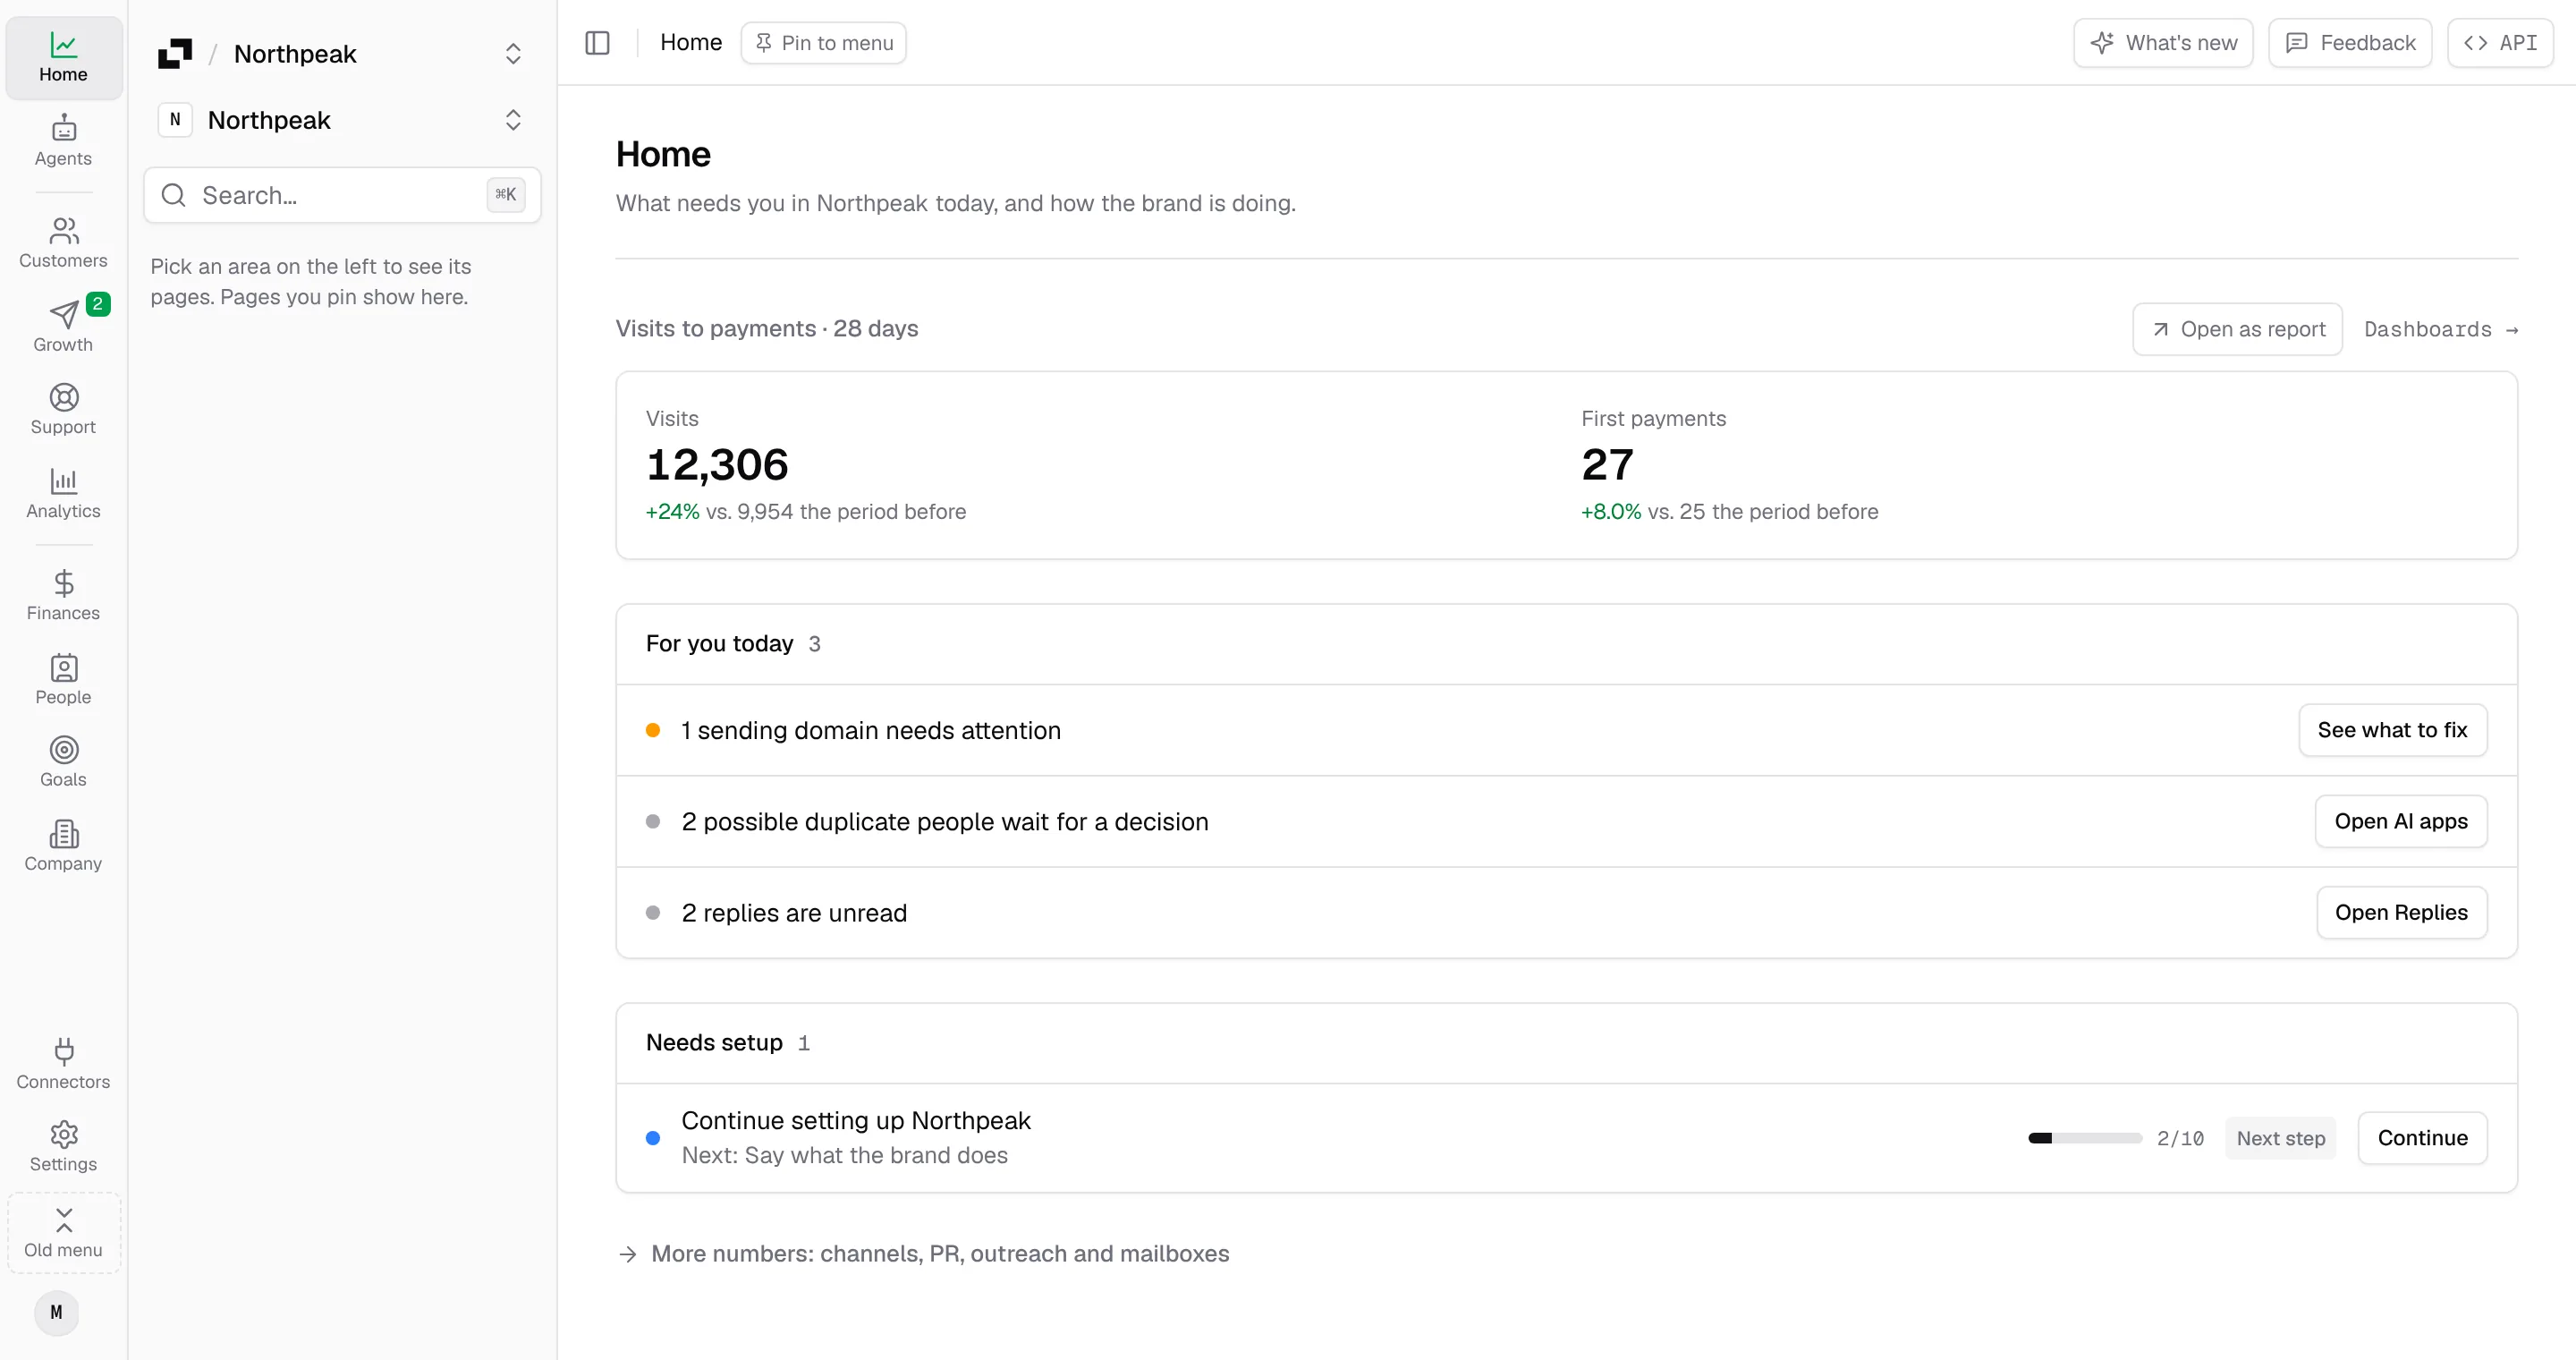 Home
Agents
Customers
2
Growth
Support
Analytics
Finances
People
Goals
Company
Connectors
Settings
Old menu
M
/ Northpeak
N Northpeak
Search... ⌘K
Pick an area on the left to see its
pages. Pages you pin show here.
Home Pin to menu What's new Feedback API
Home
What needs you in Northpeak today, and how the brand is doing.
Visits to payments · 28 days Open as report Dashboards →
Visits First payments
12,306 27
+24% vs. 9,954 the period before +8.0% vs. 25 the period before
For you today 3
1 sending domain needs attention See what to fix
2 possible duplicate people wait for a decision Open AI apps
2 replies are unread Open Replies
Needs setup 1
Continue setting up Northpeak
Next: Say what the brand does
2/10 Next step Continue
→ More numbers: channels, PR, outreach and mailboxes